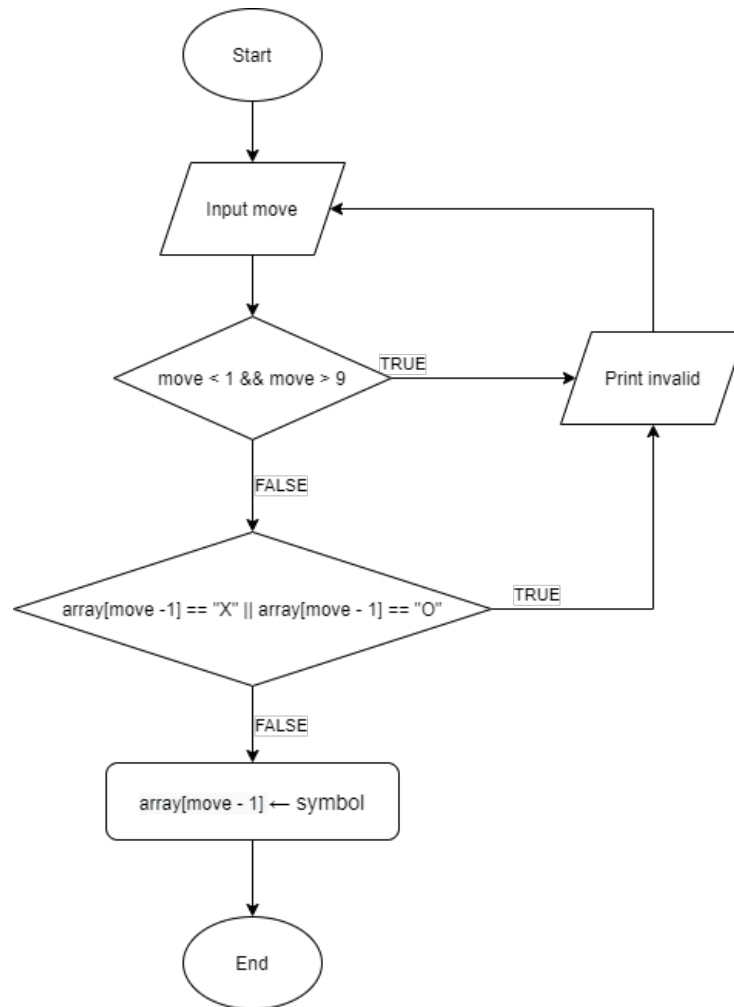 Start
Input move
move < 1 && move > 9
TRUE
Print invalid
FALSE
array[move -1] == "X" || array[move - 1] == "O"
TRUE
FALSE
array[move - 1] ← symbol
End